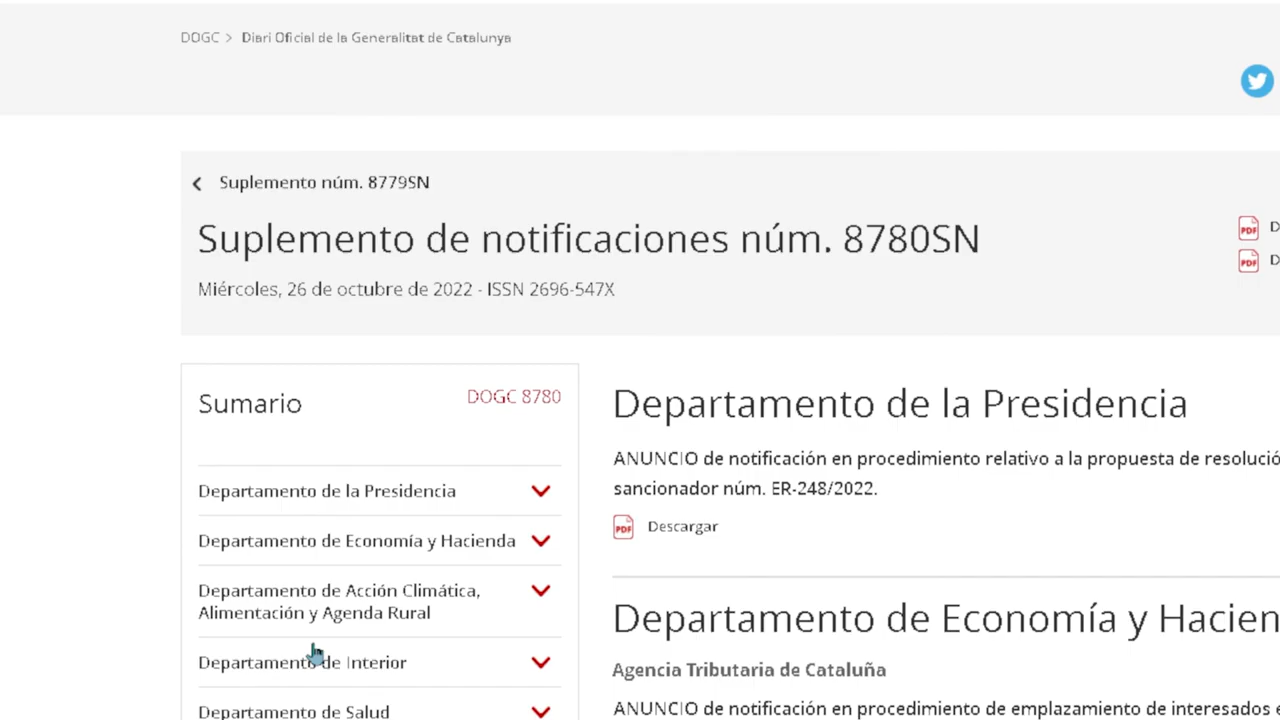 DOGC > Diari Oficial de la Generalitat de Catalunya
Suplemento núm. 8779SN
Suplemento de notificaciones núm. 8780SN
Miércoles, 26 de octubre de 2022 - ISSN 2696-547X
PDF D
PDF D
Sumario
DOGC 8780
Departamento de la Presidencia
Departamento de Economía y Hacienda
Departamento de Acción Climática,
Alimentación y Agenda Rural
Departamento de Interior
Departamento de Salud
Departamento de la Presidencia
ANUNCIO de notificación en procedimiento relativo a la propuesta de resolució
sancionador núm. ER-248/2022.
PDF Descargar
Departamento de Economía y Hacien
Agencia Tributaria de Cataluña
ANUNCIO de notificación en procedimiento de emplazamiento de interesados e